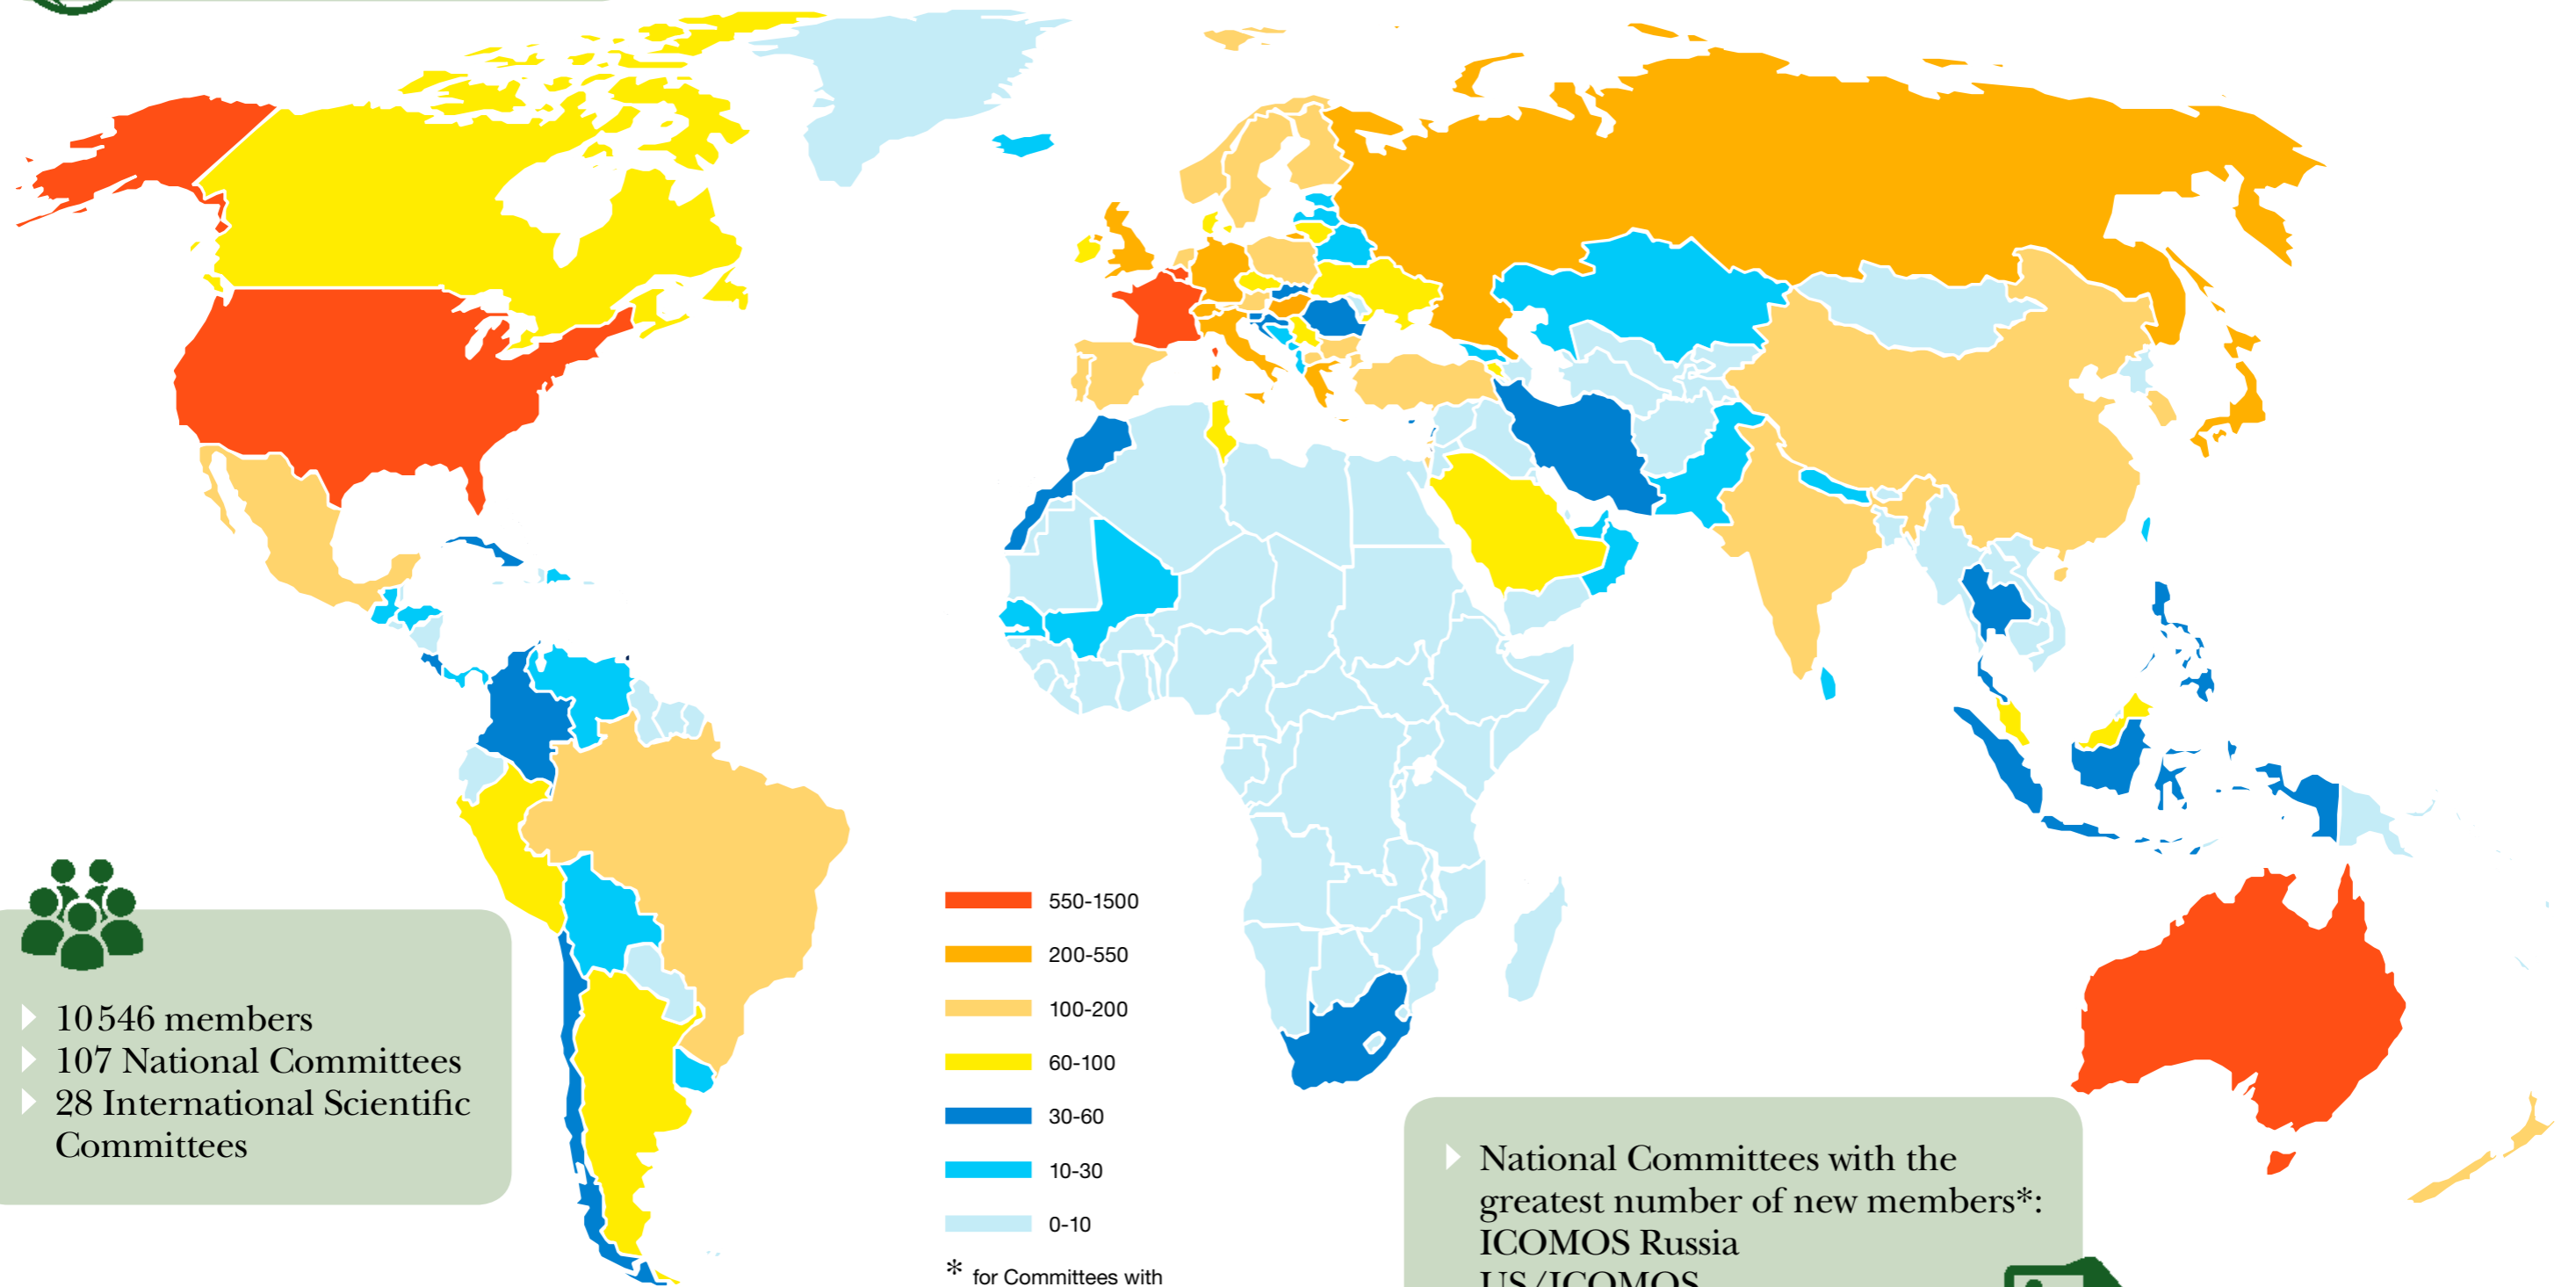 10 546 members
107 National Committees
28 International Scientific
Committees
550-1500
200-550
100-200
60-100
30-60
10-30
0-10
* for Committees with
National Committees with the
greatest number of new members*:
ICOMOS Russia
US/ICOMOS